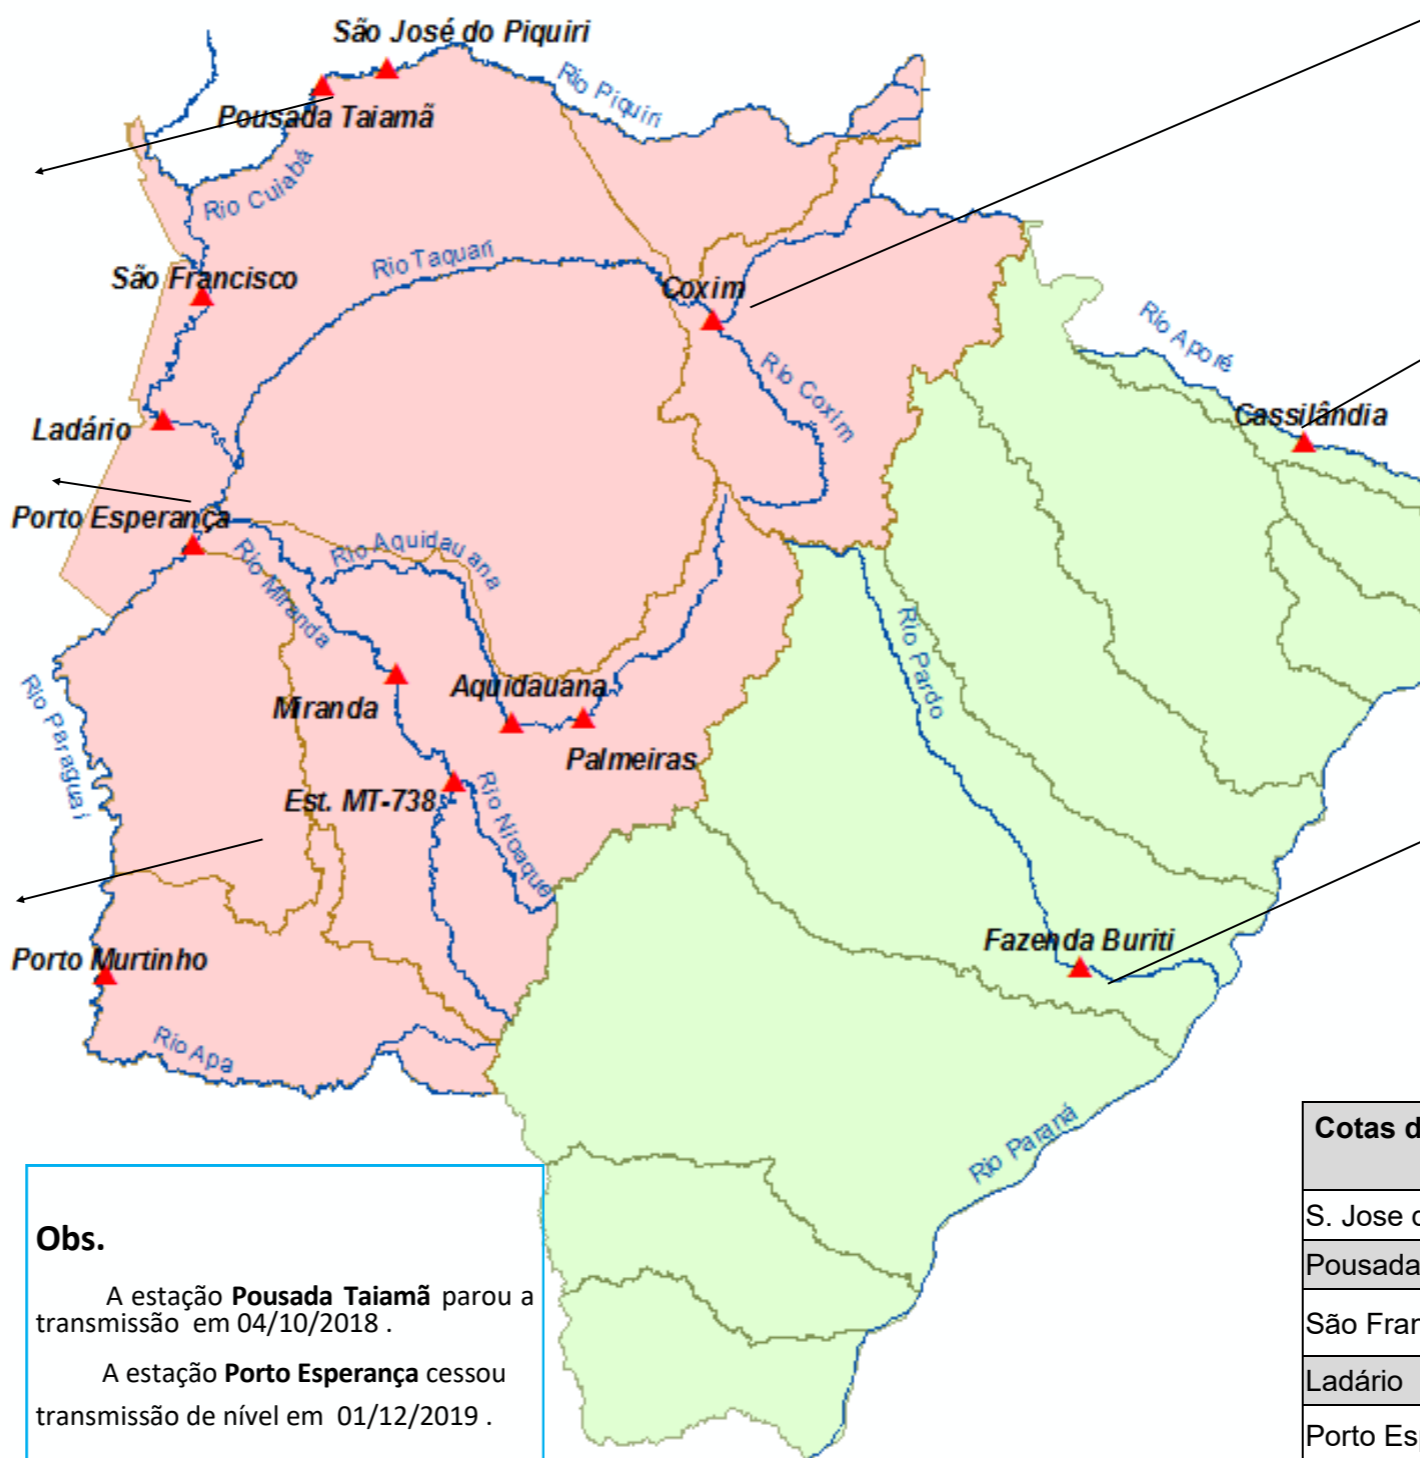 São José do Piquiri
Rio Piquiri
Pousada Taiamã
Rio Cuiabá
Rio Taquari
São Francisco
Coxim
Rio Aporé
Rio Coxim
Cassilândia
Ladário
Porto Esperança
Rio Aquidauana
Rio Miranda
Rio Pardo
Rio Paraguai
Aquidauana
Miranda
Palmeiras
Est. MT-738
Rio Nioaque
Fazenda Buriti
Porto Murtinho
Rio Apa
Rio Paraná
Obs.
A estação Pousada Taiamã parou a
transmissão em 04/10/2018 .
A estação Porto Esperança cessou
transmissão de nível em 01/12/2019 .
Cotas d
S. Jose
Pousada
São Fran
Ladário
Porto Esp